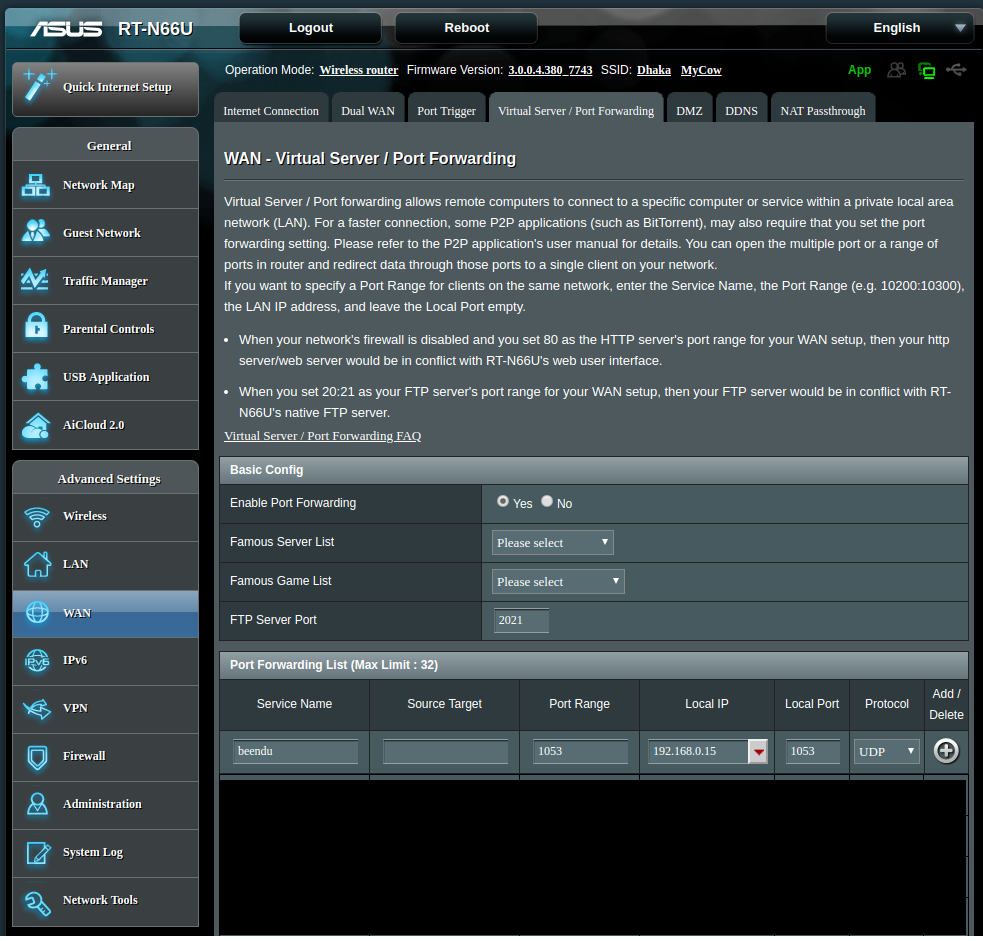 ASUS RT-N66U Logout Reboot English
Quick Internet Setup
General
Network Map
Guest Network
Traffic Manager
Parental Controls
USB Application
AiCloud 2.0
Advanced Settings
Wireless
LAN
WAN
IPv6
VPN
Firewall
Administration
System Log
Network Tools
Operation Mode: Wireless router Firmware Version: 3.0.0.4.380_7743 SSID: Dhaka MyCow App
Internet Connection Dual WAN Port Trigger Virtual Server / Port Forwarding DMZ DDNS NAT Passthrough
WAN - Virtual Server / Port Forwarding
Virtual Server / Port forwarding allows remote computers to connect to a specific computer or service within a private local area
network (LAN). For a faster connection, some P2P applications (such as BitTorrent), may also require that you set the port
forwarding setting. Please refer to the P2P application's user manual for details. You can open the multiple port or a range of
ports in router and redirect data through those ports to a single client on your network.
If you want to specify a Port Range for clients on the same network, enter the Service Name, the Port Range (e.g. 10200:10300),
the LAN IP address, and leave the Local Port empty.
• When your network's firewall is disabled and you set 80 as the HTTP server's port range for your WAN setup, then your http
server/web server would be in conflict with RT-N66U's web user interface.
• When you set 20:21 as your FTP server's port range for your WAN setup, then your FTP server would be in conflict with RT-
N66U's native FTP server.
Virtual Server / Port Forwarding FAQ
Basic Config
Enable Port Forwarding Yes No
Famous Server List Please select
Famous Game List Please select
FTP Server Port 2021
Port Forwarding List (Max Limit : 32)
Service Name Source Target Port Range Local IP Local Port Protocol Add /
Delete
beendu 1053 192.168.0.15 1053 UDP